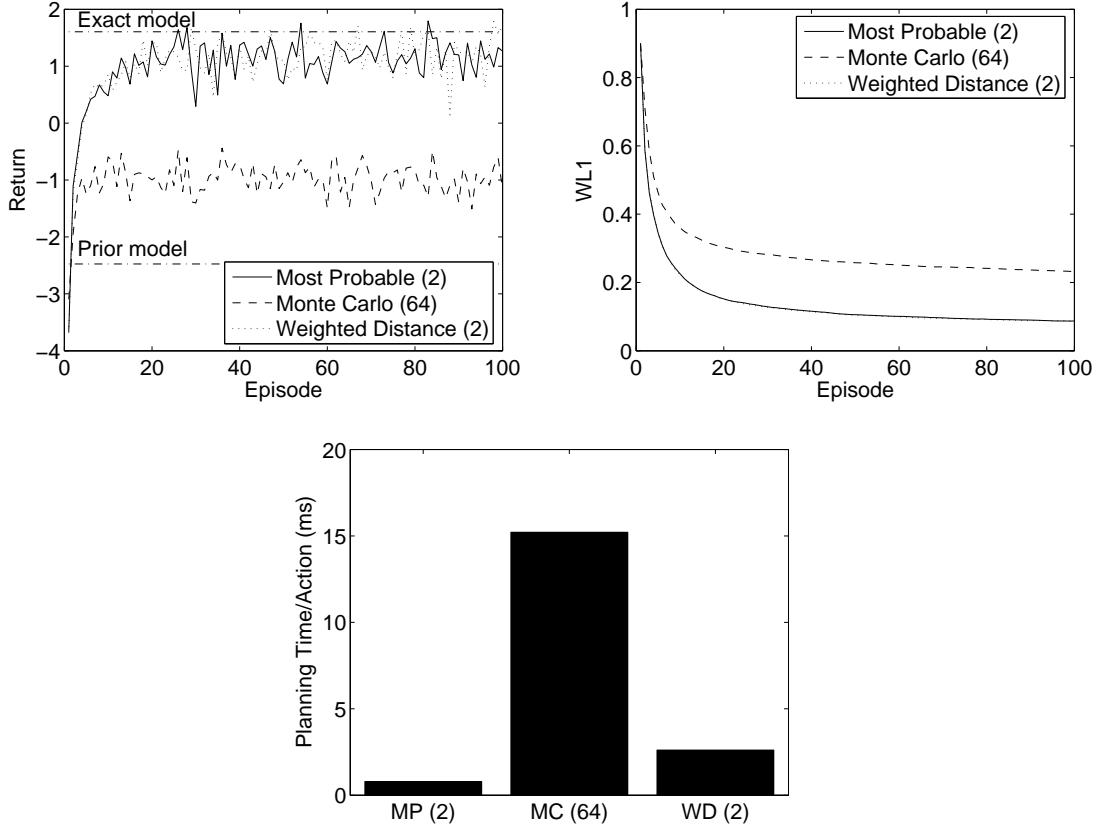 2
1
0
−1
−2
−3
−4
Return
Exact model
Prior model
Most Probable (2)
Monte Carlo (64)
Weighted Distance (2)
0 20 40 60 80 100
Episode
1
0.8
0.6
0.4
0.2
0
WL1
Most Probable (2)
Monte Carlo (64)
Weighted Distance (2)
0 20 40 60 80 100
Episode
20
15
10
5
0
Planning Time/Action (ms)
MP (2) MC (64) WD (2)